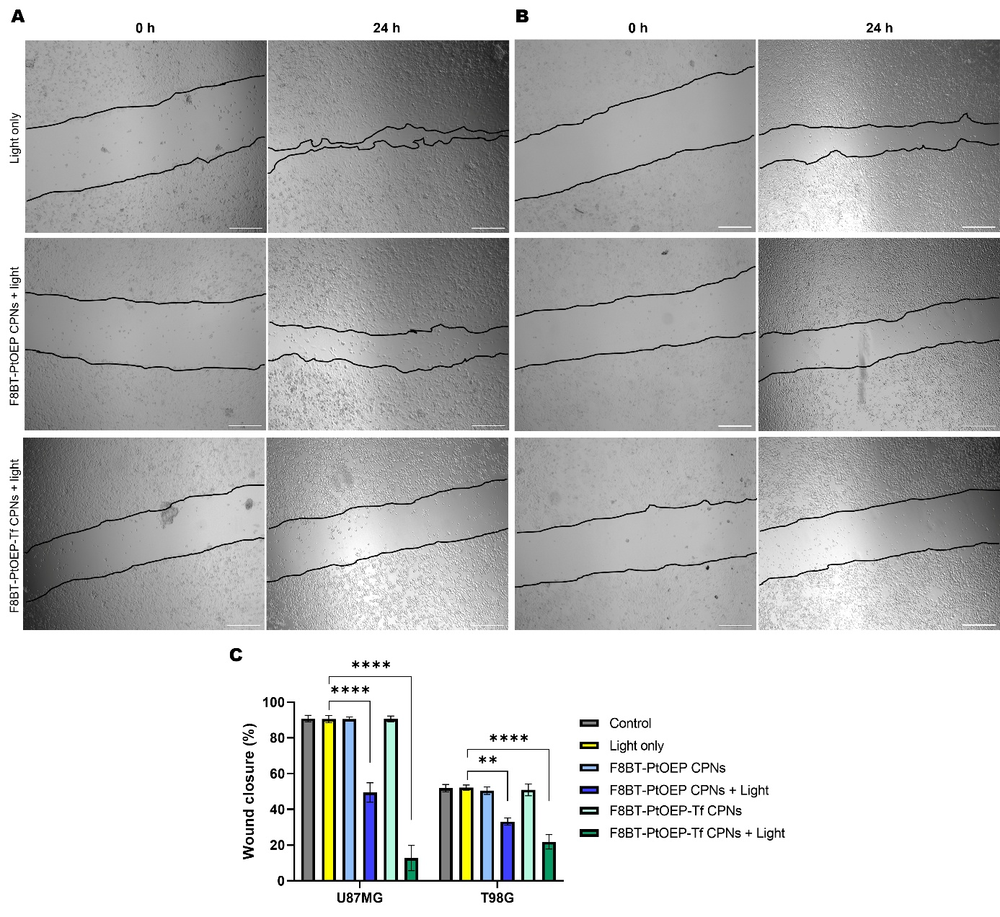 A
B
0 h
24 h
0 h
24 h
Light only
F8BT-PtOEP CPNs + light
F8BT-PtOEP-Tf CPNs + light
C
****
****
****
**
Wound closure (%)
100
80
60
40
20
0
U87MG
T98G
Control
Light only
F8BT-PtOEP CPNs
F8BT-PtOEP CPNs + Light
F8BT-PtOEP-Tf CPNs
F8BT-PtOEP-Tf CPNs + Light